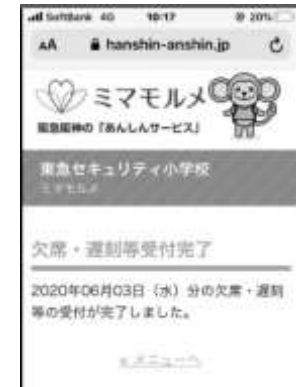 SoftBank 4G 10:17 20%
AA hanshin-anshin.jp
ミマモルメ
阪急阪神の「あんしんサービス」
東急セキュリティ小学校
ミマモルメ
欠席・遅刻等受付完了
2020年06月03日（水）分の欠席・遅刻
等の受付が完了しました。
«メニューへ